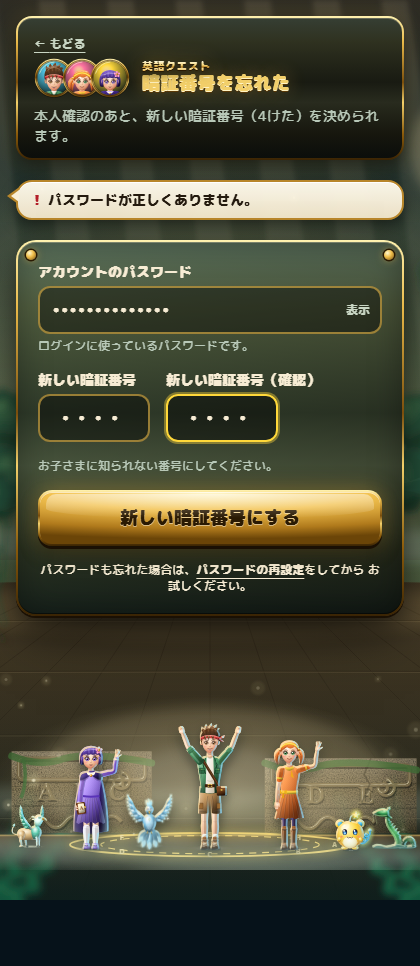 ← もどる
英語クエスト
暗証番号を忘れた
本人確認のあと、新しい暗証番号（4けた）を決められ
ます。
! パスワードが正しくありません。
アカウントのパスワード
•••••••••••••• 表示
ログインに使っているパスワードです。
新しい暗証番号 新しい暗証番号（確認）
•••• ••••
お子さまに知られない番号にしてください。
新しい暗証番号にする
パスワードも忘れた場合は、パスワードの再設定をしてから お
試しください。
A C D E